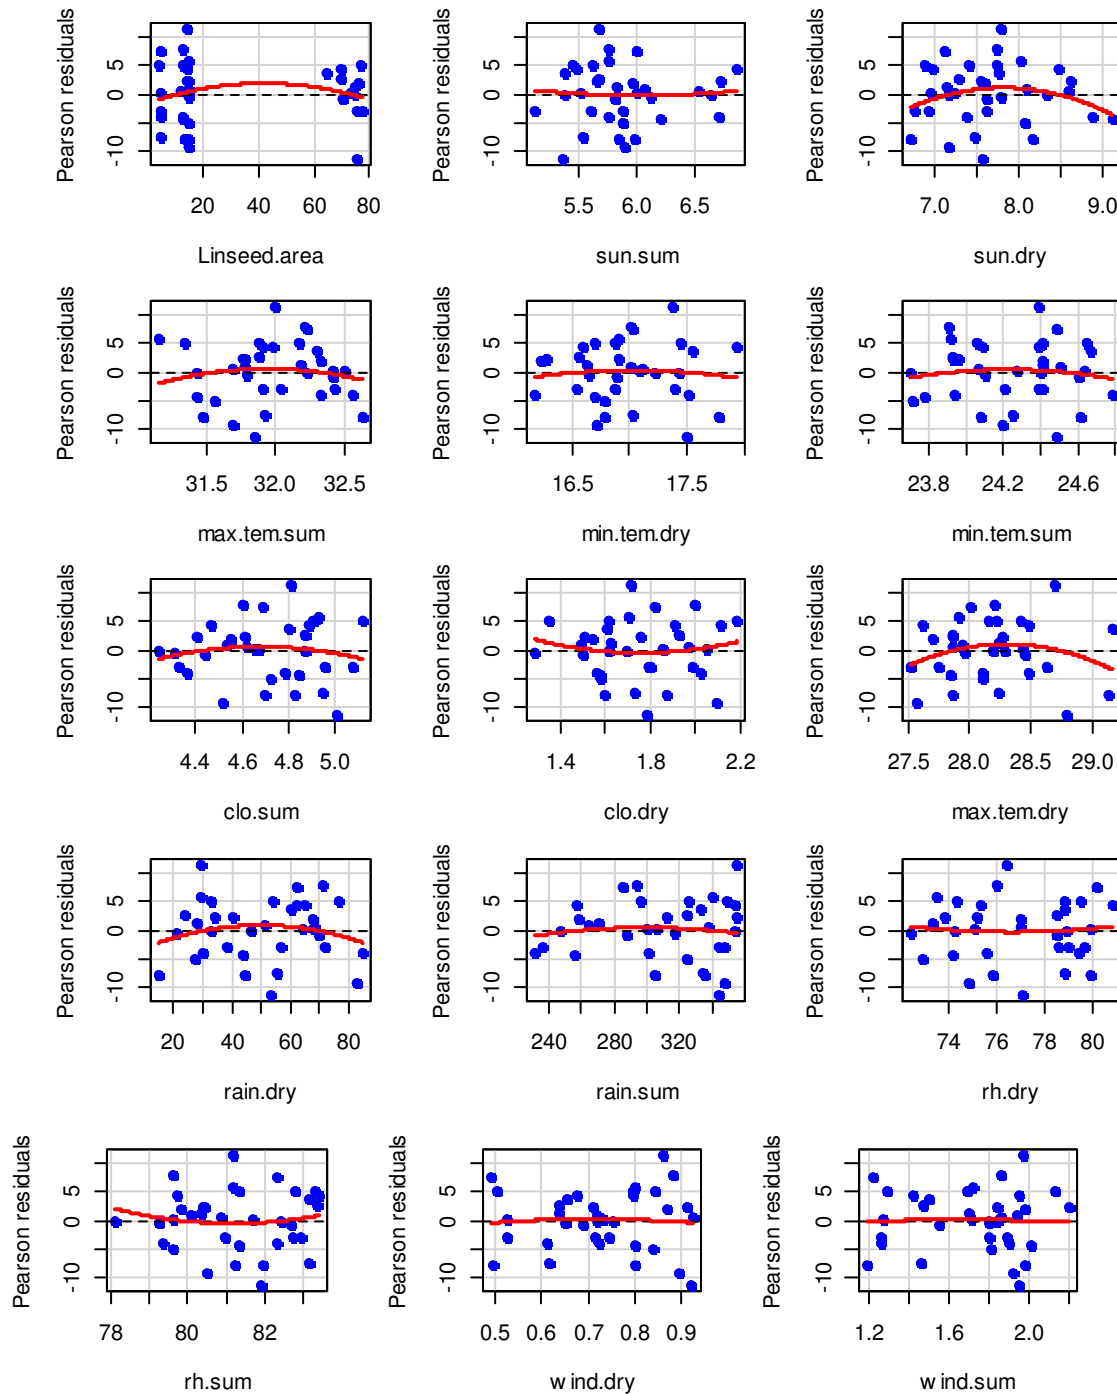 Pearson residuals
-10 0 5
20 40 60 80
Linseed.area
Pearson residuals
-10 0 5
5.5 6.0 6.5
sun.sum
Pearson residuals
-10 0 5
7.0 8.0 9.0
sun.dry
Pearson residuals
-10 0 5
31.5 32.0 32.5
max.tem.sum
Pearson residuals
-10 0 5
16.5 17.5
min.tem.dry
Pearson residuals
-10 0 5
23.8 24.2 24.6
min.tem.sum
Pearson residuals
-10 0 5
4.4 4.6 4.8 5.0
clo.sum
Pearson residuals
-10 0 5
1.4 1.8 2.2
clo.dry
Pearson residuals
-10 0 5
27.5 28.0 28.5 29.0
max.tem.dry
Pearson residuals
-10 0 5
20 40 60 80
rain.dry
Pearson residuals
-10 0 5
240 280 320
rain.sum
Pearson residuals
-10 0 5
74 76 78 80
rh.dry
Pearson residuals
-10 0 5
78 80 82
rh.sum
Pearson residuals
-10 0 5
0.5 0.6 0.7 0.8 0.9
wind.dry
Pearson residuals
-10 0 5
1.2 1.6 2.0
wind.sum